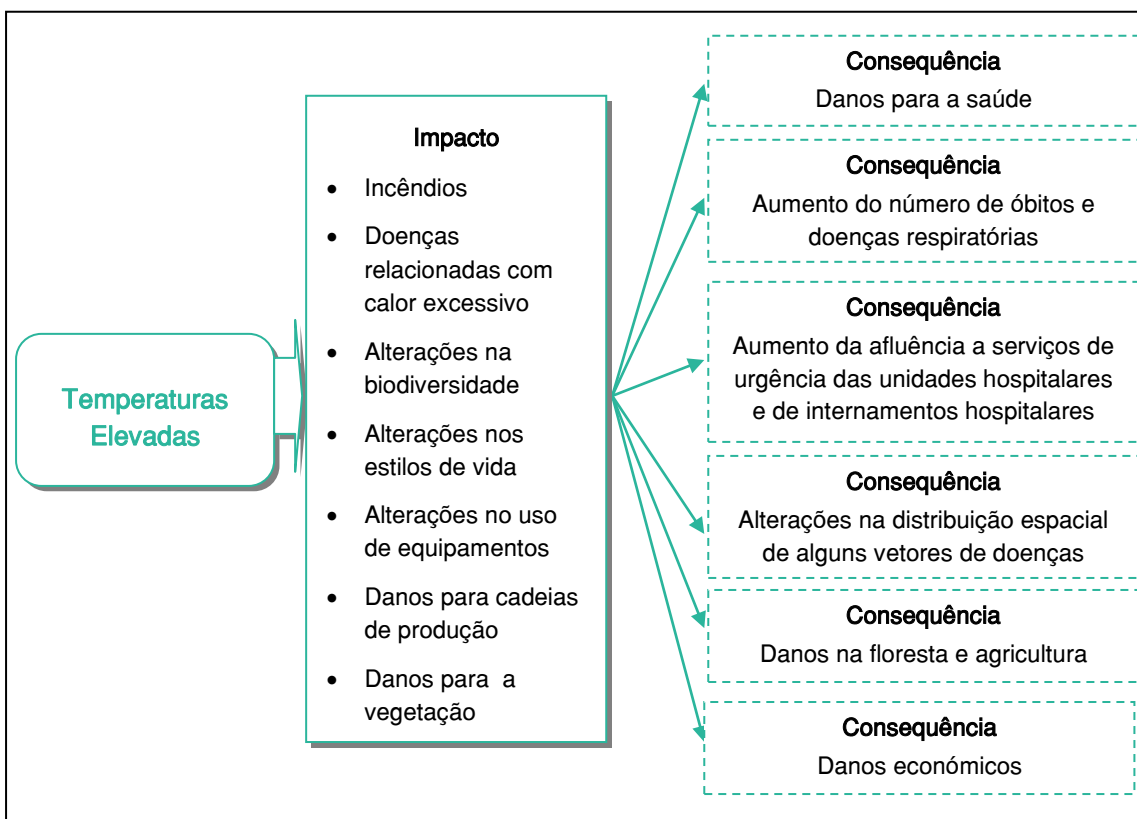 Temperaturas
Elevadas
Impacto
• Incêndios
• Doenças
relacionadas com
calor excessivo
• Alterações na
biodiversidade
• Alterações nos
estilos de vida
• Alterações no uso
de equipamentos
• Danos para cadeias
de produção
• Danos para a
vegetação
Consequência
Danos para a saúde
Consequência
Aumento do número de óbitos e
doenças respiratórias
Consequência
Aumento da afluência a serviços de
urgência das unidades hospitalares
e de internamentos hospitalares
Consequência
Alterações na distribuição espacial
de alguns vetores de doenças
Consequência
Danos na floresta e agricultura
Consequência
Danos económicos